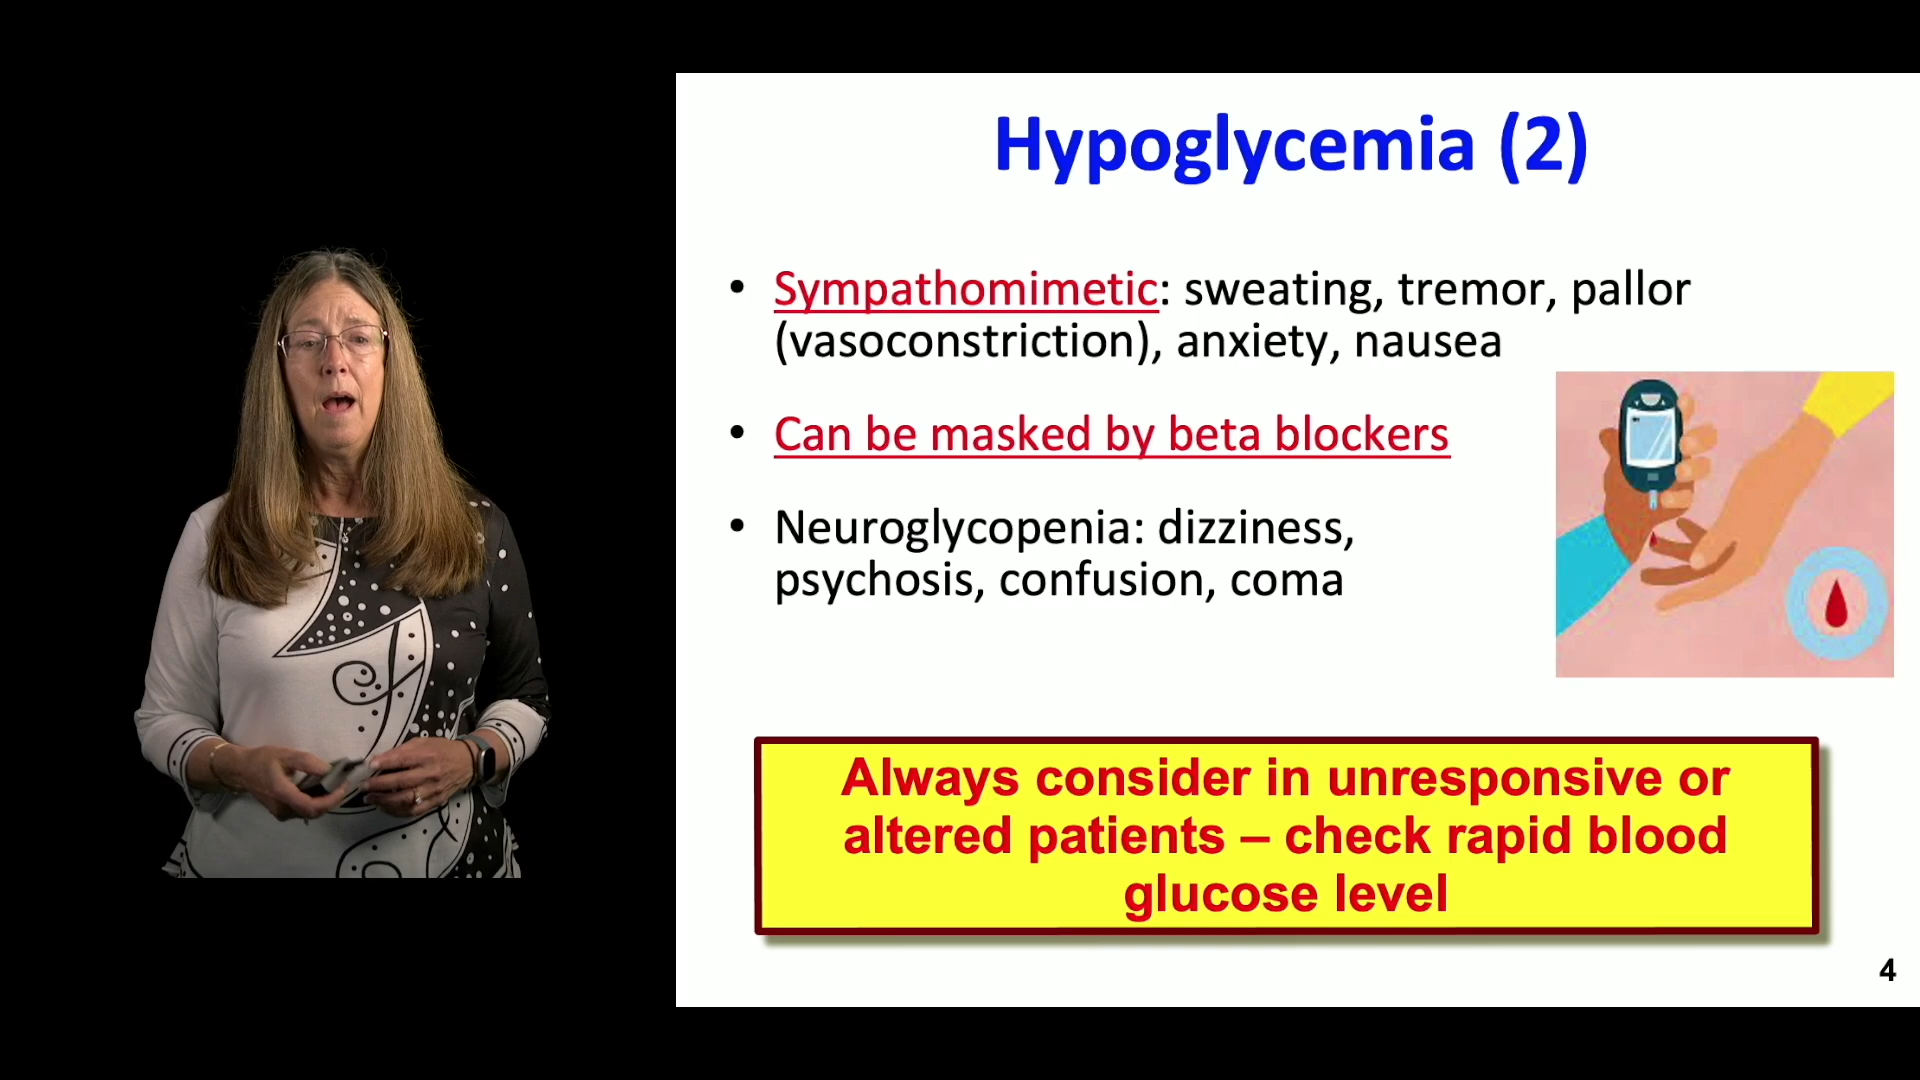 Hypoglycemia (2)
• Sympathomimetic: sweating, tremor, pallor
(vasoconstriction), anxiety, nausea
• Can be masked by beta blockers
• Neuroglycopenia: dizziness,
psychosis, confusion, coma
Always consider in unresponsive or
altered patients – check rapid blood
glucose level
4